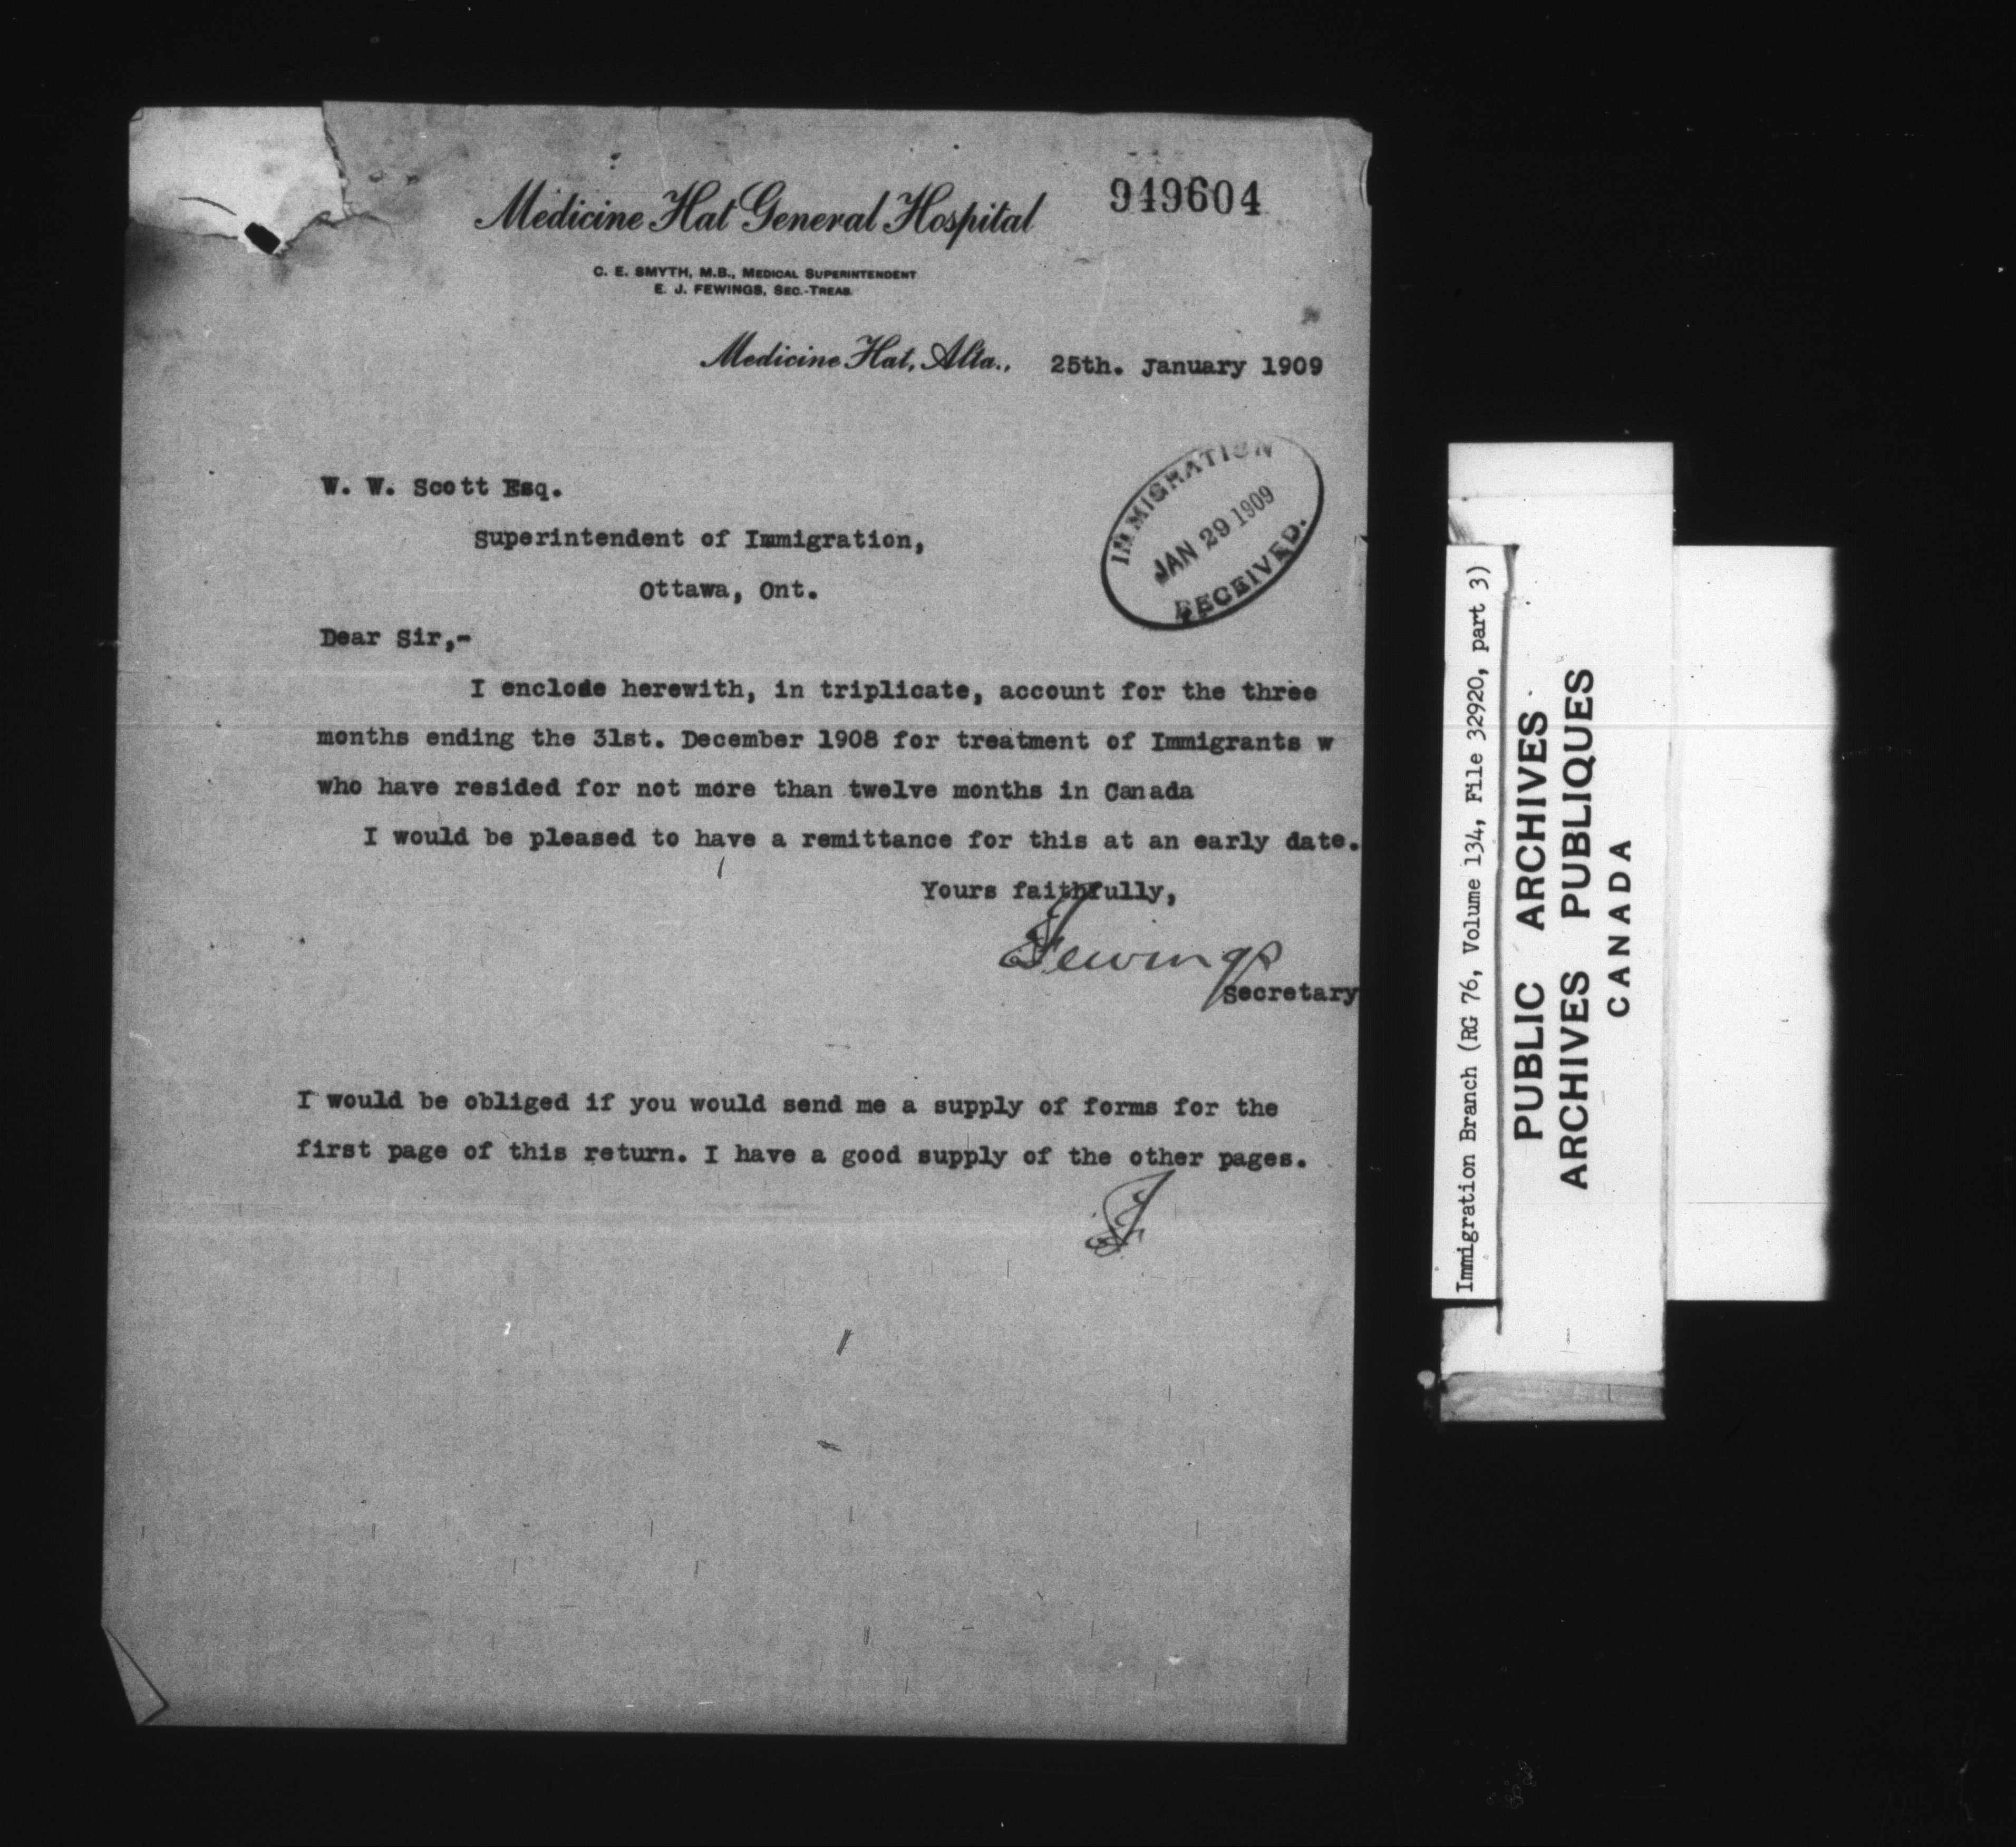 Medicine Hat General Hospital
949604
C. E. SMYTH, M.B., MEDICAL SUPERINTENDENT
E. J. FEWINGS, SEC.-TREAS.
Medicine Hat, Alta., 25th. January 1909
W. W. Scott Esq.
Superintendent of Immigration,
Ottawa, Ont.
IMMIGRATION
JAN 29 1909
RECEIVED.
Dear Sir,-
I enclose herewith, in triplicate, account for the three
months ending the 31st. December 1908 for treatment of Immigrants w
who have resided for not more than twelve months in Canada
I would be pleased to have a remittance for this at an early date.
Yours faithfully,
Fewings
Secretary
I would be obliged if you would send me a supply of forms for the
first page of this return. I have a good supply of the other pages.
Immigration Branch (RG 76, Volume 134, File 32920, part 3)
PUBLIC ARCHIVES
ARCHIVES PUBLIQUES
CANADA